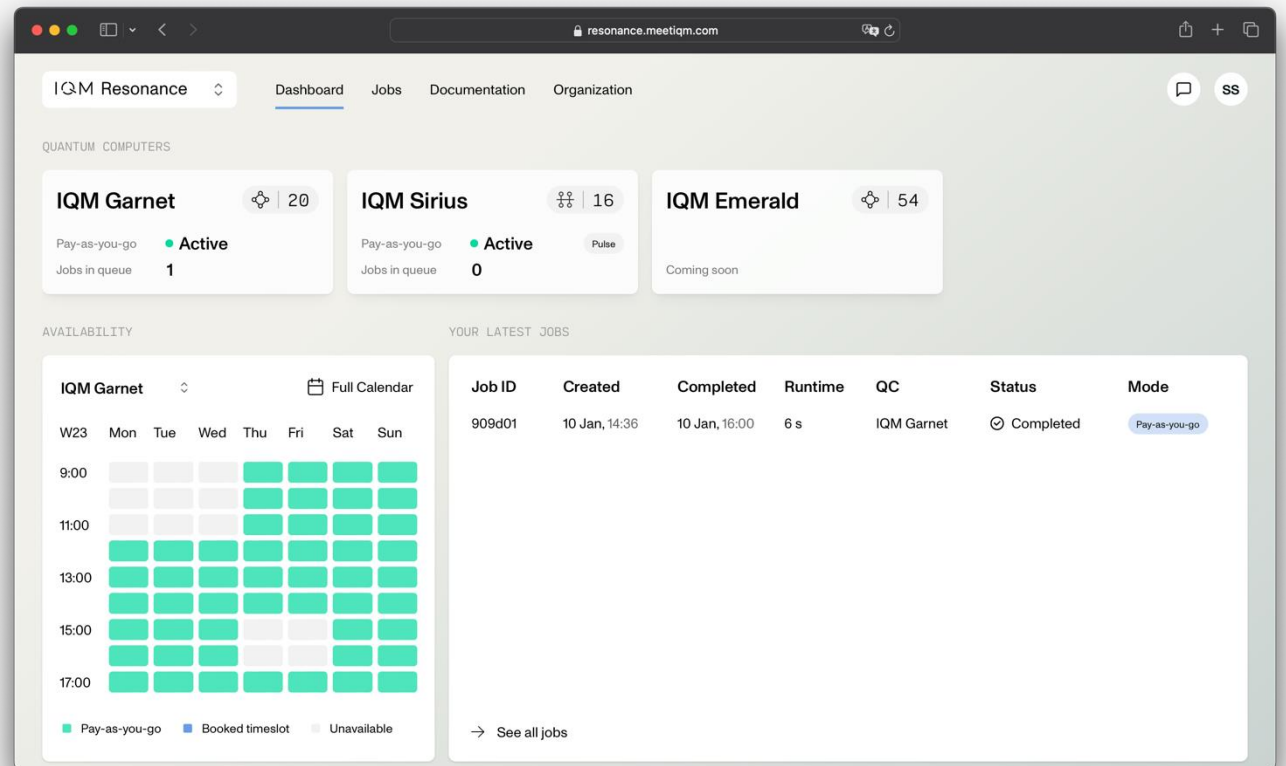 resonance.meetiqm.com
IQM Resonance
Dashboard Jobs Documentation Organization
SS
QUANTUM COMPUTERS
IQM Garnet 20
Pay-as-you-go Active
Jobs in queue 1
IQM Sirius 16
Pay-as-you-go Active Pulse
Jobs in queue 0
IQM Emerald 54
Coming soon
AVAILABILITY
IQM Garnet Full Calendar
W23 Mon Tue Wed Thu Fri Sat Sun
9:00
11:00
13:00
15:00
17:00
Pay-as-you-go Booked timeslot Unavailable
YOUR LATEST JOBS
Job ID Created Completed Runtime QC Status Mode
909d01 10 Jan, 14:36 10 Jan, 16:00 6 s IQM Garnet Completed Pay-as-you-go
See all jobs